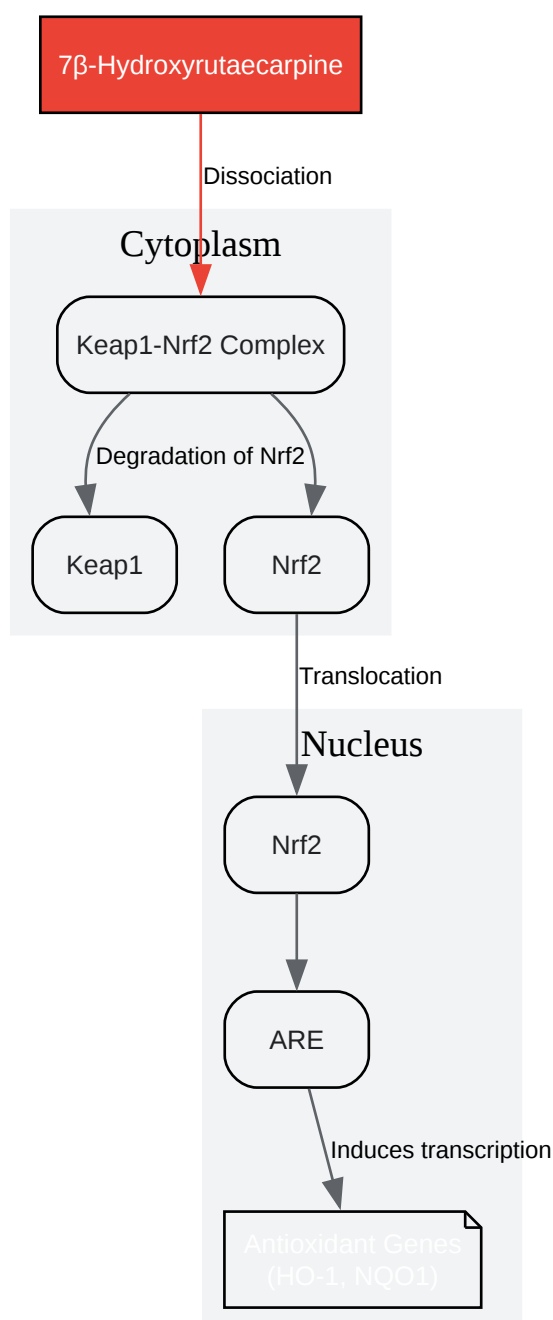 7β-Hydroxyrutaecarpine
Dissociation
Cytoplasm
Keap1-Nrf2 Complex
Degradation of Nrf2
Keap1
Nrf2
Translocation
Nucleus
Nrf2
ARE
Induces transcription
Antioxidant Genes
(HO-1, NQO1)